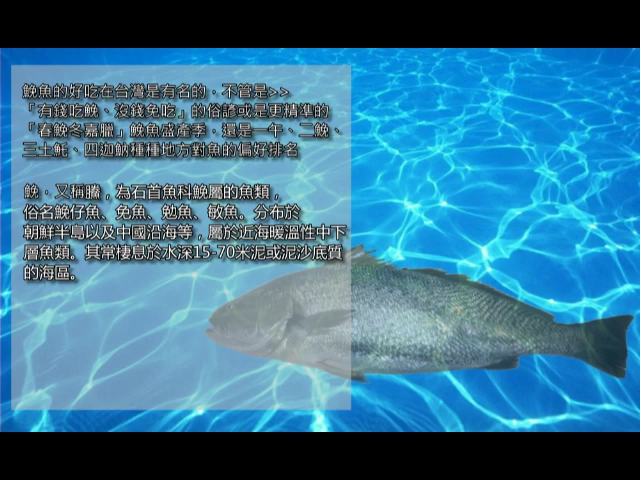 鮸魚的好吃在台灣是有名的，不管是>>
「有錢吃鮸、沒錢免吃」的俗諺或是更精準的
「春鮸冬嘉臘」鮸魚盛產季，還是一午、二鮸、
三土魠、四迦魶種種地方對魚的偏好排名
鮸，又稱鰵，為石首魚科鮸屬的魚類，
俗名鮸仔魚、免魚、勉魚、敏魚。分布於
朝鮮半島以及中國沿海等，屬於近海暖溫性中下
層魚類。其常棲息於水深15-70米泥或泥沙底質
的海區。